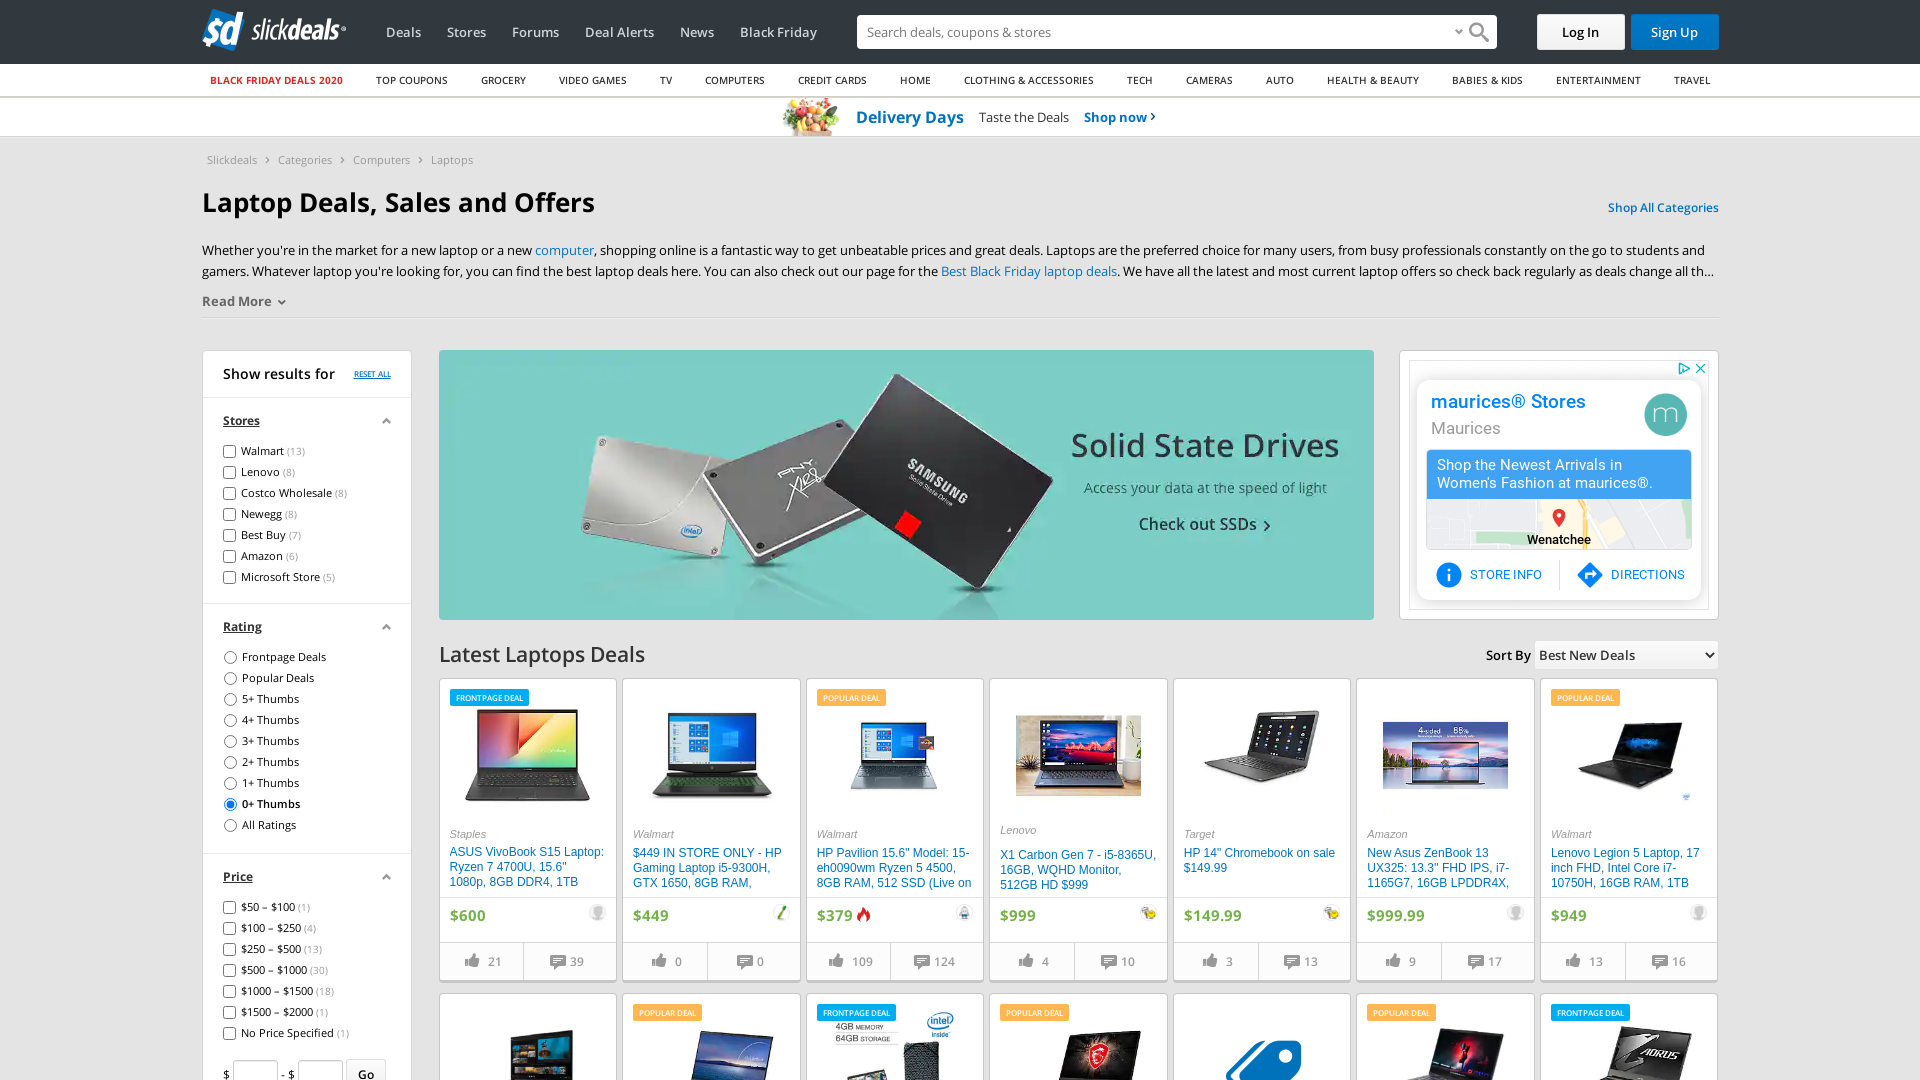 sd slickdeals
Deals
Stores
Forums
Deal Alerts
News
Black Friday
Search deals, coupons & stores
Log In
Sign Up
BLACK FRIDAY DEALS 2020
TOP COUPONS
GROCERY
VIDEO GAMES
TV
COMPUTERS
CREDIT CARDS
HOME
CLOTHING & ACCESSORIES
TECH
CAMERAS
AUTO
HEALTH & BEAUTY
BABIES & KIDS
ENTERTAINMENT
TRAVEL
Delivery Days Taste the Deals Shop now
Slickdeals > Categories > Computers > Laptops
Laptop Deals, Sales and Offers
Shop All Categories
Whether you're in the market for a new laptop or a new computer, shopping online is a fantastic way to get unbeatable prices and great deals. Laptops are the preferred choice for many users, from busy professionals constantly on the go to students and
gamers. Whatever laptop you're looking for, you can find the best laptop deals here. You can also check out our page for the Best Black Friday laptop deals. We have all the latest and most current laptop offers so check back regularly as deals change all th…
Read More
Show results for
RESET ALL
Stores
Walmart (13)
Lenovo (8)
Costco Wholesale (8)
Newegg (8)
Best Buy (7)
Amazon (6)
Microsoft Store (5)
Rating
Frontpage Deals
Popular Deals
5+ Thumbs
4+ Thumbs
3+ Thumbs
2+ Thumbs
1+ Thumbs
0+ Thumbs
All Ratings
Price
$50 – $100 (1)
$100 – $250 (4)
$250 – $500 (13)
$500 – $1000 (30)
$1000 – $1500 (18)
$1500 – $2000 (1)
No Price Specified (1)
$ - $ Go
intel
PNY
XLR8
SAMSUNG
Solid State Drive
Solid State Drives
Access your data at the speed of light
Check out SSDs >
maurices® Stores
Maurices
m
Shop the Newest Arrivals in
Women's Fashion at maurices®.
Wenatchee
STORE INFO
DIRECTIONS
Latest Laptops Deals
Sort By Best New Deals
FRONTPAGE DEAL
Staples
ASUS VivoBook S15 Laptop:
Ryzen 7 4700U, 15.6"
1080p, 8GB DDR4, 1TB
$600
21
39
Walmart
$449 IN STORE ONLY - HP
Gaming Laptop i5-9300H,
GTX 1650, 8GB RAM,
$449
0
0
POPULAR DEAL
Walmart
HP Pavilion 15.6" Model: 15-
eh0090wm Ryzen 5 4500,
8GB RAM, 512 SSD (Live on
$379
109
124
Lenovo
X1 Carbon Gen 7 - i5-8365U,
16GB, WQHD Monitor,
512GB HD $999
$999
4
10
Target
HP 14" Chromebook on sale
$149.99
$149.99
3
13
4-sided
85%
Amazon
New Asus ZenBook 13
UX325: 13.3" FHD IPS, i7-
1165G7, 16GB LPDDR4X,
$999.99
9
17
POPULAR DEAL
Walmart
Lenovo Legion 5 Laptop, 17
inch FHD, Intel Core i7-
10750H, 16GB RAM, 1TB
$949
13
16
POPULAR DEAL
FRONTPAGE DEAL
4GB MEMORY
64GB STORAGE
intel
inside
POPULAR DEAL
POPULAR DEAL
FRONTPAGE DEAL
AORUS